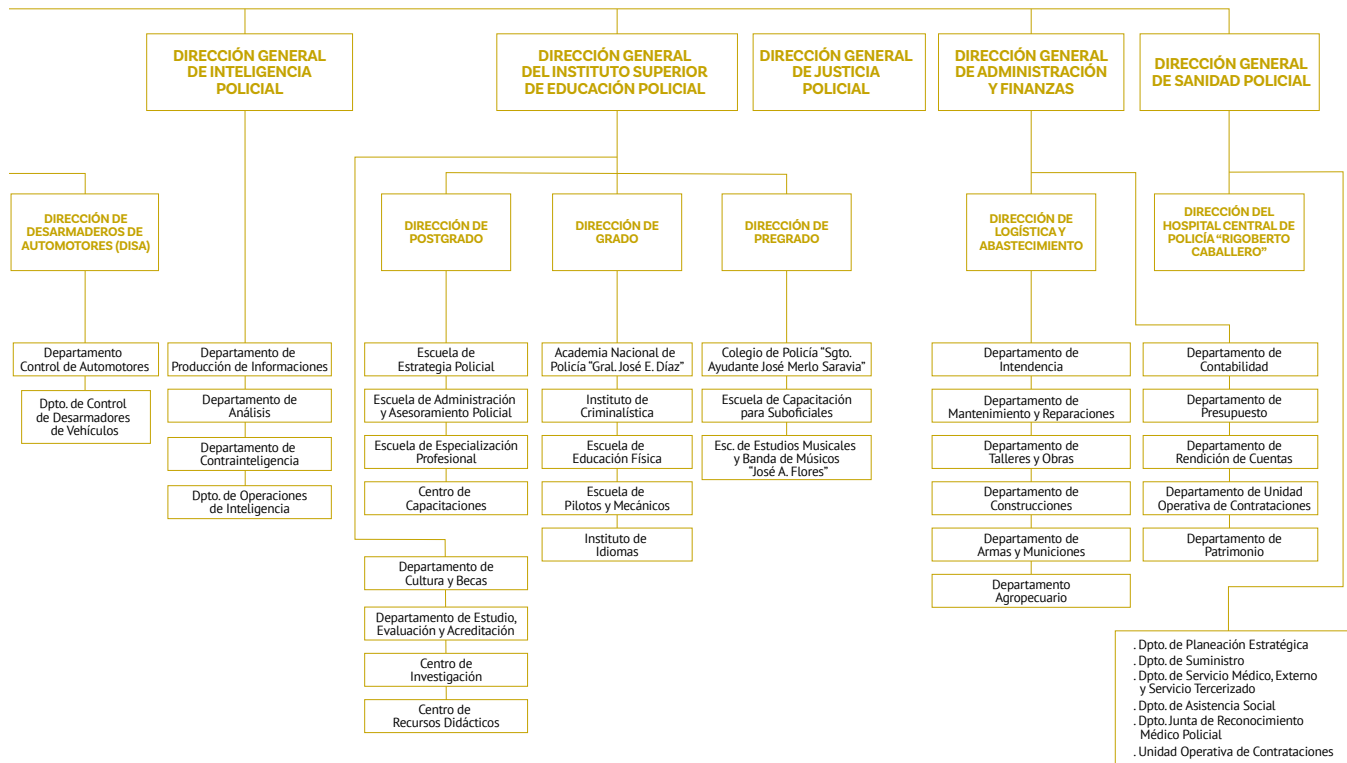 DIRECCIÓN GENERAL
DE INTELIGENCIA
POLICIAL
DIRECCIÓN GENERAL
DEL INSTITUTO SUPERIOR
DE EDUCACIÓN POLICIAL
DIRECCIÓN GENERAL
DE JUSTICIA
POLICIAL
DIRECCIÓN GENERAL
DE ADMINISTRACIÓN
Y FINANZAS
DIRECCIÓN GENERAL
DE SANIDAD POLICIAL
DIRECCIÓN DE
DESARMADEROS DE
AUTOMOTORES (DISA)
DIRECCIÓN DE
POSTGRADO
DIRECCIÓN DE
GRADO
DIRECCIÓN DE
PREGRADO
DIRECCIÓN DE
LOGÍSTICA Y
ABASTECIMIENTO
DIRECCIÓN DEL
HOSPITAL CENTRAL DE
POLICÍA “RIGOBERTO
CABALLERO”
Departamento
Control de Automotores
Dpto. de Control
de Desarmadores
de Vehículos
Departamento de
Producción de Informaciones
Departamento de
Análisis
Departamento de
Contrainteligencia
Dpto. de Operaciones
de Inteligencia
Escuela de
Estrategia Policial
Escuela de Administración
y Asesoramiento Policial
Escuela de Especialización
Profesional
Centro de
Capacitaciones
Departamento de
Cultura y Becas
Departamento de Estudio,
Evaluación y Acreditación
Centro de
Investigación
Centro de
Recursos Didácticos
Academia Nacional de
Policía “Gral. José E. Díaz”
Instituto de
Criminalística
Escuela de
Educación Física
Escuela de
Pilotos y Mecánicos
Instituto de
Idiomas
Colegio de Policía “Sgto.
Ayudante José Merlo Saravia”
Escuela de Capacitación
para Suboficiales
Esc. de Estudios Musicales
y Banda de Músicos
“José A. Flores”
Departamento de
Intendencia
Departamento de
Mantenimiento y Reparaciones
Departamento de
Talleres y Obras
Departamento de
Construcciones
Departamento de
Armas y Municiones
Departamento
Agropecuario
Departamento de
Contabilidad
Departamento de
Presupuesto
Departamento de
Rendición de Cuentas
Departamento de Unidad
Operativa de Contrataciones
Departamento de
Patrimonio
. Dpto. de Planeación Estratégica
. Dpto. de Suministro
. Dpto. de Servicio Médico, Externo
y Servicio Tercerizado
. Dpto. de Asistencia Social
. Dpto. Junta de Reconocimiento
Médico Policial
. Unidad Operativa de Contrataciones